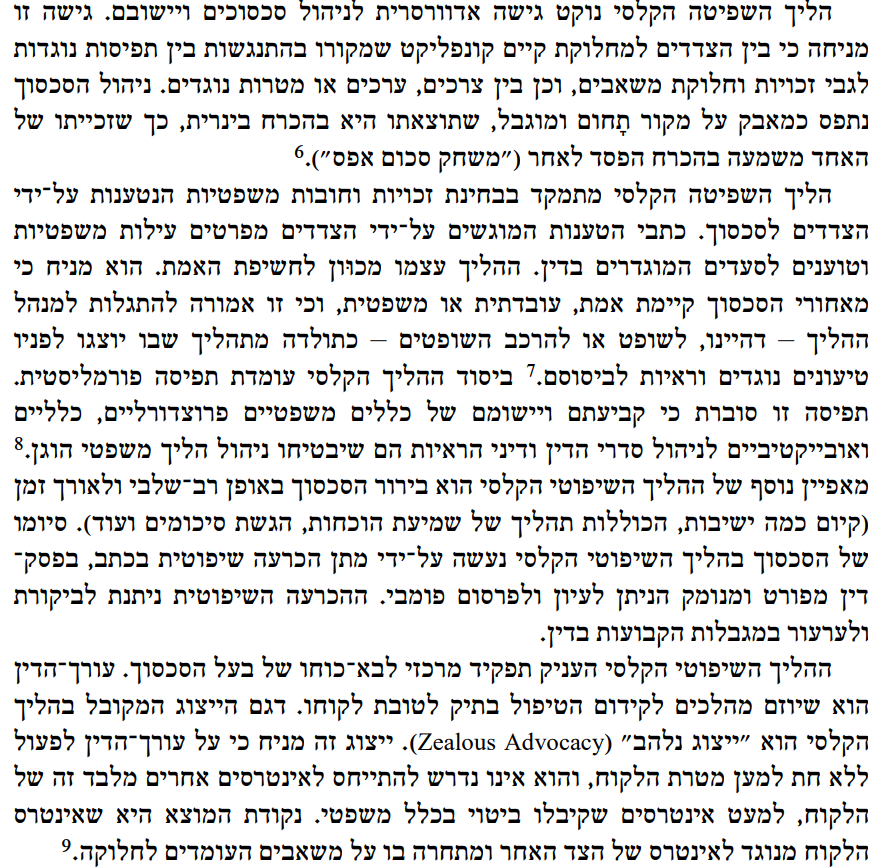 הליך השפיטה הקלסי נוקט גישה אדוורסרית לניהול סכסוכים ויישובם. גישה זו
מניחה כי בין הצדדים למחלוקת קיים קונפליקט שמקורו בהתנגשות בין תפיסות נוגדות
לגבי זכויות וחלוקת משאבים, וכן בין צרכים, ערכים או מטרות נוגדים. ניהול הסכסוך
נתפס כמאבק על מקור תָחום ומוגבל, שתוצאתו היא בהכרח בינרית, כך שזכייתו של
האחד משמעה בהכרח הפסד לאחר ("משחק סכום אפס").6
הליך השפיטה הקלסי מתמקד בבחינת זכויות וחובות משפטיות הנטענות על־ידי
הצדדים לסכסוך. כתבי הטענות המוגשים על־ידי הצדדים מפרטים עילות משפטיות
וטוענים לסעדים המוגדרים בדין. ההליך עצמו מכוּון לחשיפת האמת. הוא מניח כי
מאחורי הסכסוך קיימת אמת, עובדתית או משפטית, וכי זו אמורה להתגלות למנהל
ההליך – דהיינו, לשופט או להרכב השופטים – כתולדה מתהליך שבו יוצגו לפניו
טיעונים נוגדים וראיות לביסוסם.7 ביסוד ההליך הקלסי עומדת תפיסה פורמליסטית.
תפיסה זו סוברת כי קביעתם ויישומם של כללים משפטיים פרוצדורליים, כלליים
ואובייקטיביים לניהול סדרי הדין ודיני הראיות הם שיבטיחו ניהול הליך משפטי הוגן.8
מאפיין נוסף של ההליך השיפוטי הקלסי הוא בירור הסכסוך באופן רב־שלבי ולאורך זמן
(קיום כמה ישיבות, הכוללות תהליך של שמיעת הוכחות, הגשת סיכומים ועוד). סיומו
של הסכסוך בהליך השיפוטי הקלסי נעשה על־ידי מתן הכרעה שיפוטית בכתב, בפסק־
דין מפורט ומנומק הניתן לעיון ולפרסום פומבי. ההכרעה השיפוטית ניתנת לביקורת
ולערעור במגבלות הקבועות בדין.
ההליך השיפוטי הקלסי העניק תפקיד מרכזי לבא־כוחו של בעל הסכסוך. עורך־הדין
הוא שיוזם מהלכים לקידום הטיפול בתיק לטובת לקוחו. דגם הייצוג המקובל בהליך
הקלסי הוא "ייצוג נלהב" (Zealous Advocacy). ייצוג זה מניח כי על עורך־הדין לפעול
ללא חת למען מטרת הלקוח, והוא אינו נדרש להתייחס לאינטרסים אחרים מלבד זה של
הלקוח, למעט אינטרסים שקיבלו ביטוי בכלל משפטי. נקודת המוצא היא שאינטרס
הלקוח מנוגד לאינטרס של הצד האחר ומתחרה בו על משאבים העומדים לחלוקה.9